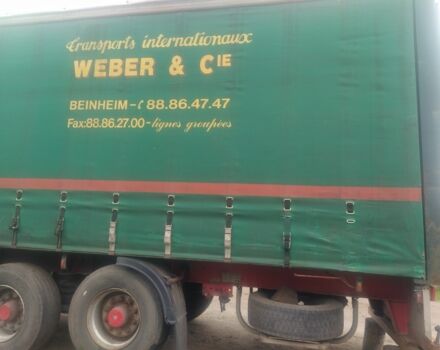 Transports internationaux
WEBER & CIE
BEINHEIM - ✆ 88.86.47.47
Fax:88.86.27.00 - lignes groupées